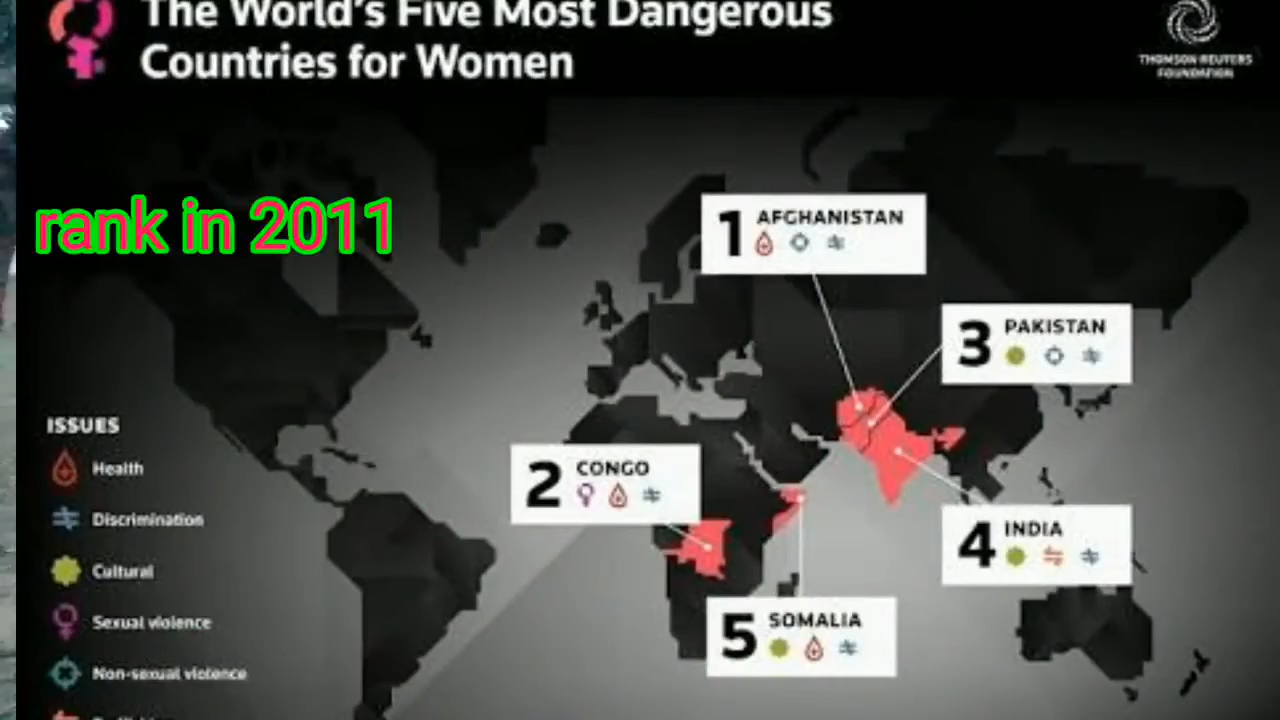 The World's Five Most Dangerous
Countries for Women
THOMSON REUTERS
FOUNDATION
rank in 2011
1 AFGHANISTAN
3 PAKISTAN
ISSUES
Health
2 CONGO
Discrimination
4 INDIA
Cultural
Sexual violence
5 SOMALIA
Non-sexual violence